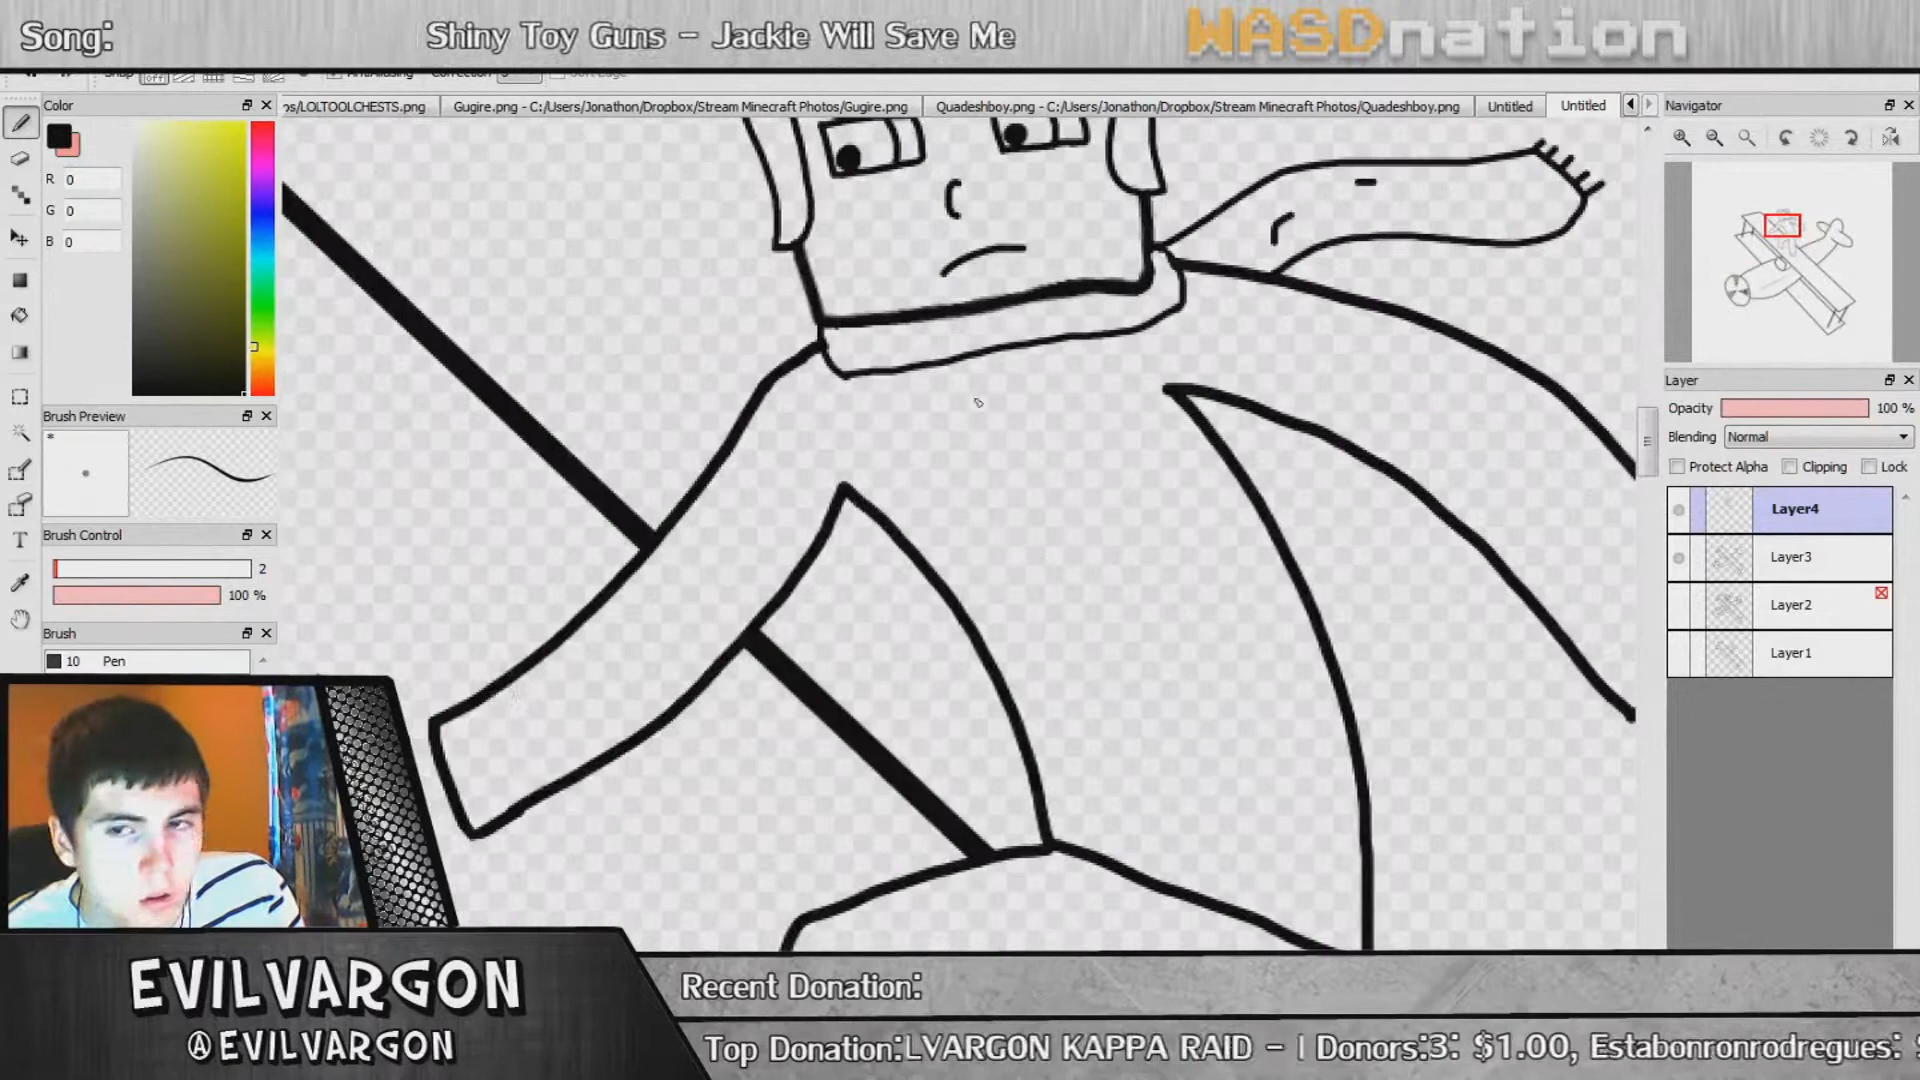 Song: Shiny Toy Guns - Jackie Will Save Me WASDnation
Snap off AntiAliasing Correction Soft Edge
Color
os/LOLTOOLCHESTS.png Gugire.png - C:/Users/Jonathon/Dropbox/Stream Minecraft Photos/Gugire.png Quadeshboy.png - C:/Users/Jonathon/Dropbox/Stream Minecraft Photos/Quadeshboy.png Untitled Untitled
Navigator
R 0
G 0
B 0
Layer
Opacity 100 %
Blending Normal
Protect Alpha Clipping Lock
Layer4
Layer3
Layer2
Layer1
Brush Preview
*
Brush Control
2
100 %
Brush
10 Pen
T
EVILVARGON
@EVILVARGON
Recent Donation:
Top Donation: LVARGON KAPPA RAID - | Donors:3: $1.00, Estabonronrodregues: $